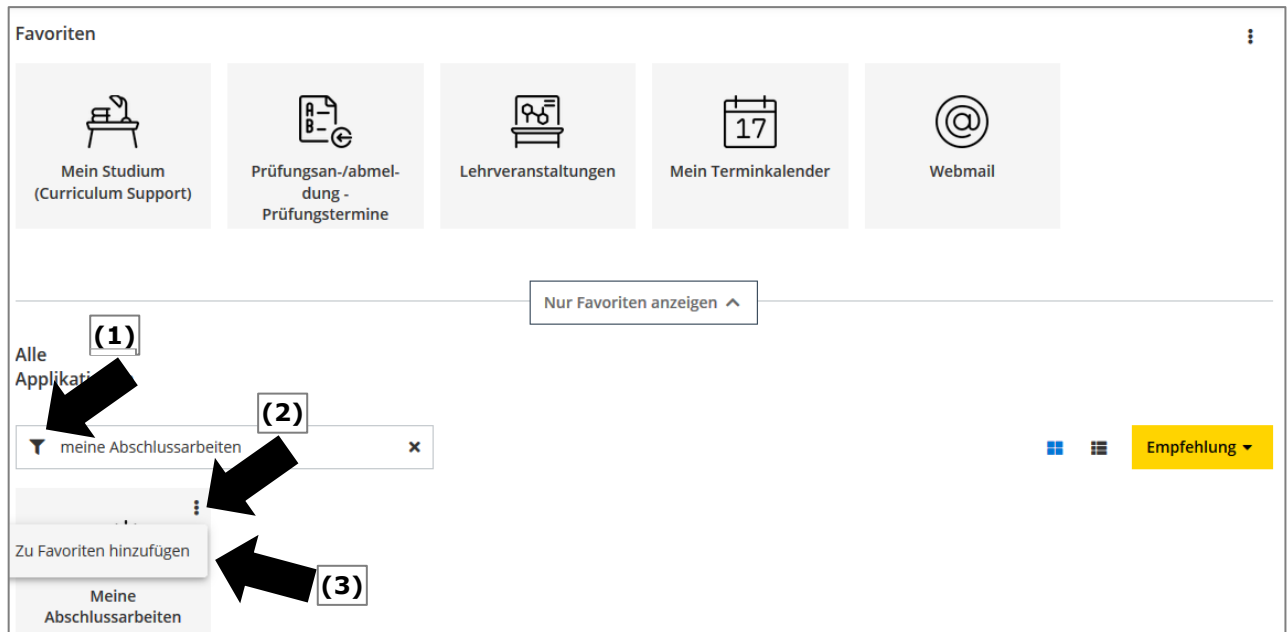 Favoriten
Mein Studium
(Curriculum Support)
A
B
Prüfungsan-/abmel-
dung -
Prüfungstermine
Lehrveranstaltungen
17
Mein Terminkalender
@
Webmail
Nur Favoriten anzeigen
(1)
Alle
(2)
meine Abschlussarbeiten
Empfehlung
Zu Favoriten hinzufügen
(3)
Meine
Abschlussarbeiten